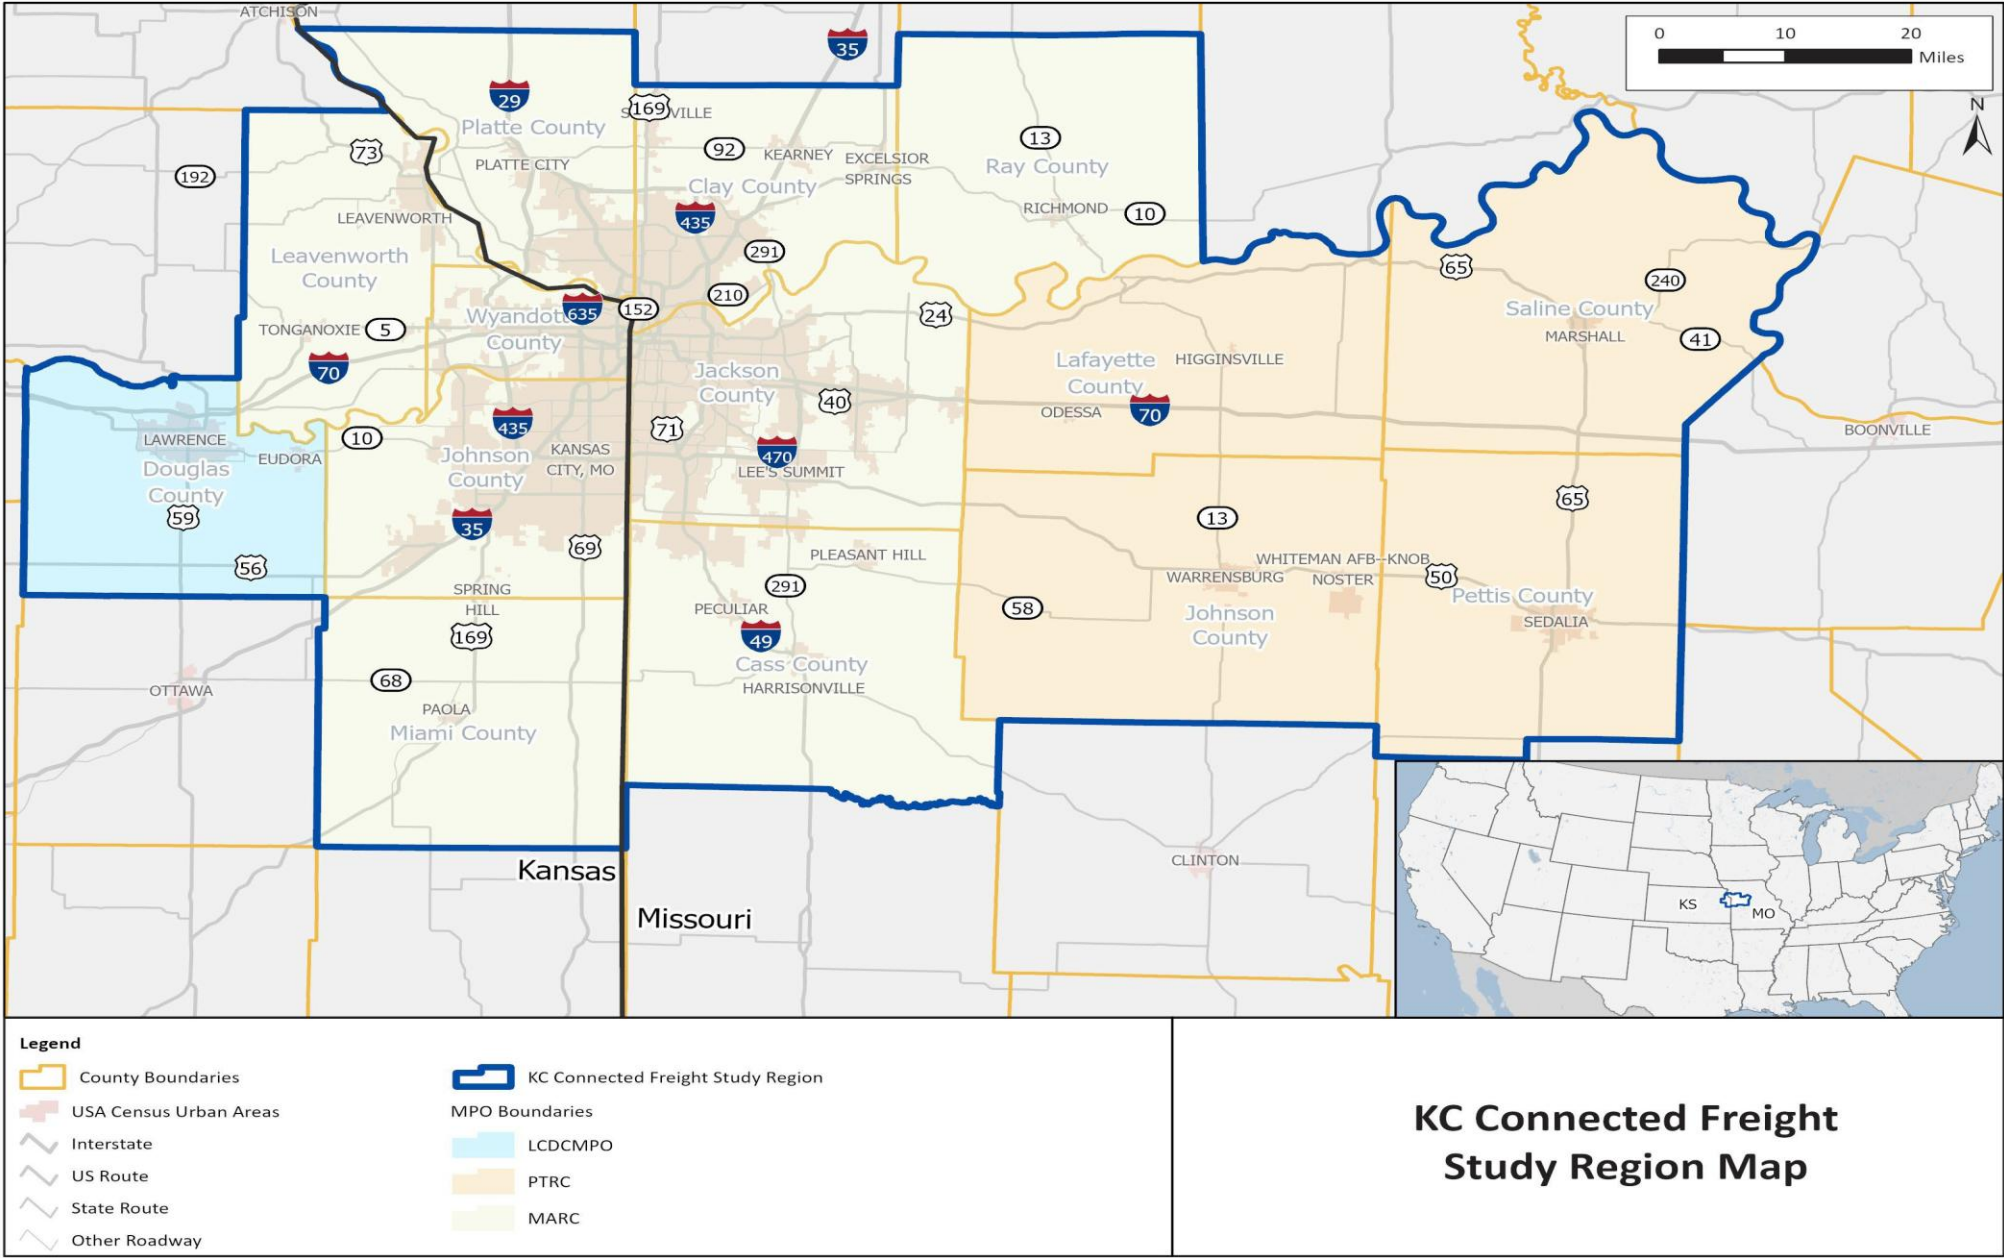 ATCHISON
35
0 10 20
Miles
29
169
S VILLE
N
Platte County
73
92
KEARNEY
EXCELSIOR
SPRINGS
13
Ray County
PLATTE CITY
192
Clay County
435
RICHMOND
10
LEAVENWORTH
Leavenworth
County
291
65
240
210
Saline County
Wyandott
County
635
152
24
TONGANOXIE
5
MARSHALL
41
70
Jackson
County
Lafayette
County
HIGGINSVILLE
40
ODESSA
70
435
71
LAWRENCE
10
EUDORA
Douglas
County
Johnson
County
KANSAS
CITY, MO
470
LEE'S SUMMIT
BOONVILLE
59
35
13
65
69
56
PLEASANT HILL
WHITEMAN AFB--KNOB
NOSTER
WARRENSBURG
50
SPRING
HILL
291
PECULIAR
58
Johnson
County
Pettis County
SEDALIA
169
49
Cass County
HARRISONVILLE
68
OTTAWA
PAOLA
Miami County
CLINTON
Kansas
Missouri
KS
MO
Legend
County Boundaries
USA Census Urban Areas
Interstate
US Route
State Route
Other Roadway
KC Connected Freight Study Region
MPO Boundaries
LCDCMPO
PTRC
MARC
KC Connected Freight
Study Region Map